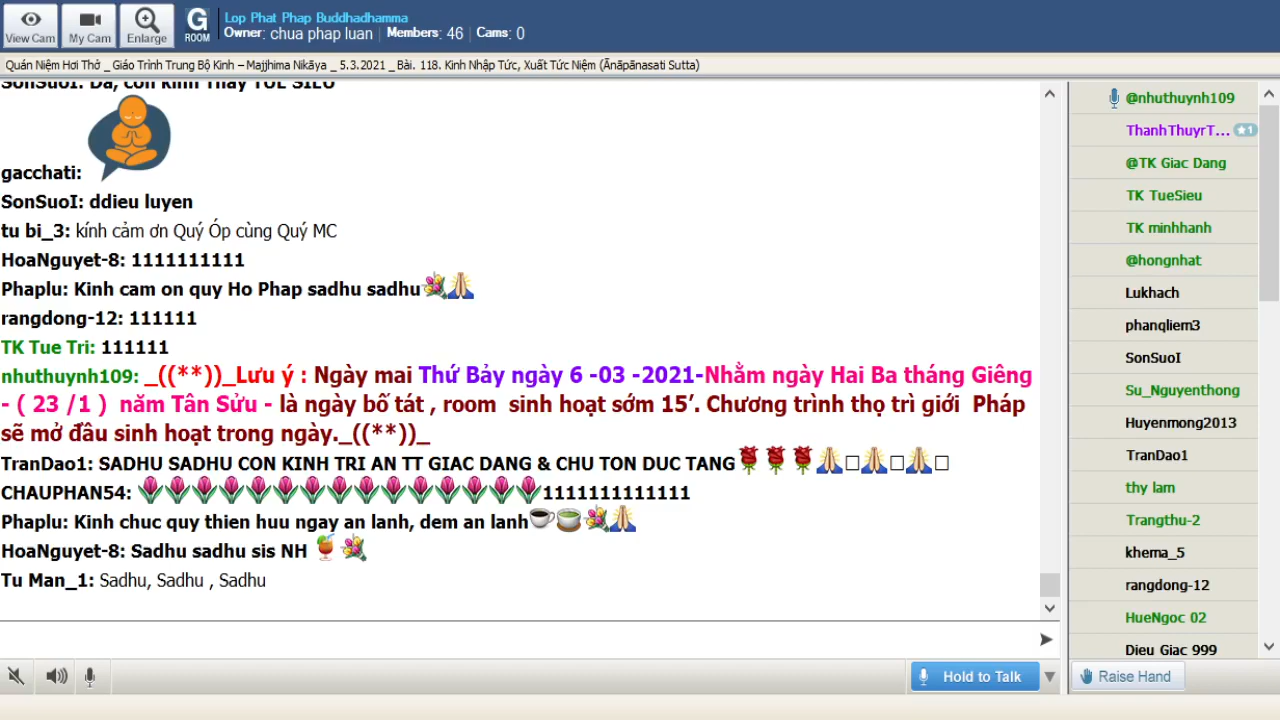 View Cam
My Cam
Enlarge
G
ROOM
Lop Phat Phap Buddhadhamma
Owner: chua phap luan | Members: 46 | Cams: 0
Quán Niệm Hơi Thở _ Giáo Trình Trung Bộ Kinh – Majjhima Nikāya _ 5.3.2021 _ Bài. 118. Kinh Nhập Tức, Xuất Tức Niệm (Ānāpānasati Sutta)
SonSuoI: Da, con kinh Thay TUE SIEU
gacchati:
SonSuoI: ddieu luyen
tu bi_3: kính cảm ơn Quý Óp cùng Quý MC
HoaNguyet-8: 1111111111
Phaplu: Kinh cam on quy Ho Phap sadhu sadhu💐🙏
rangdong-12: 111111
TK Tue Tri: 111111
nhuthuynh109: _((**))_Lưu ý : Ngày mai Thứ Bảy ngày 6 -03 -2021-Nhằm ngày Hai Ba tháng Giêng
- ( 23 /1 ) năm Tân Sửu - là ngày bố tát , room sinh hoạt sớm 15’. Chương trình thọ trì giới Pháp
sẽ mở đầu sinh hoạt trong ngày._((**))_
TranDao1: SADHU SADHU CON KINH TRI AN TT GIAC DANG & CHU TON DUC TANG🌹🌹🌹🙏🙏🙏
CHAUPHAN54: 🌷🌷🌷🌷🌷🌷🌷🌷🌷🌷🌷🌷🌷🌷🌷1111111111111
Phaplu: Kinh chuc quy thien huu ngay an lanh, dem an lanh☕🍵💐🙏
HoaNguyet-8: Sadhu sadhu sis NH 🍹💐
Tu Man_1: Sadhu, Sadhu , Sadhu
@nhuthuynh109
ThanhThuyrT... ★1
@TK Giac Dang
TK TueSieu
TK minhhanh
@hongnhat
Lukhach
phanqliem3
SonSuoI
Su_Nguyenthong
Huyenmong2013
TranDao1
thy lam
Trangthu-2
khema_5
rangdong-12
HueNgoc 02
Dieu Giac 999
Hold to Talk
Raise Hand